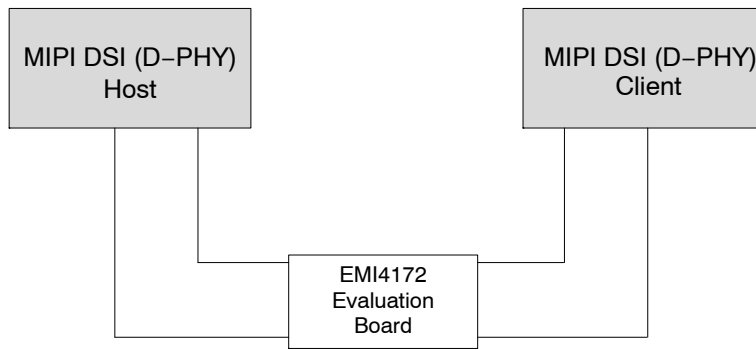 MIPI DSI (D−PHY)
Host
MIPI DSI (D−PHY)
Client
EMI4172
Evaluation
Board